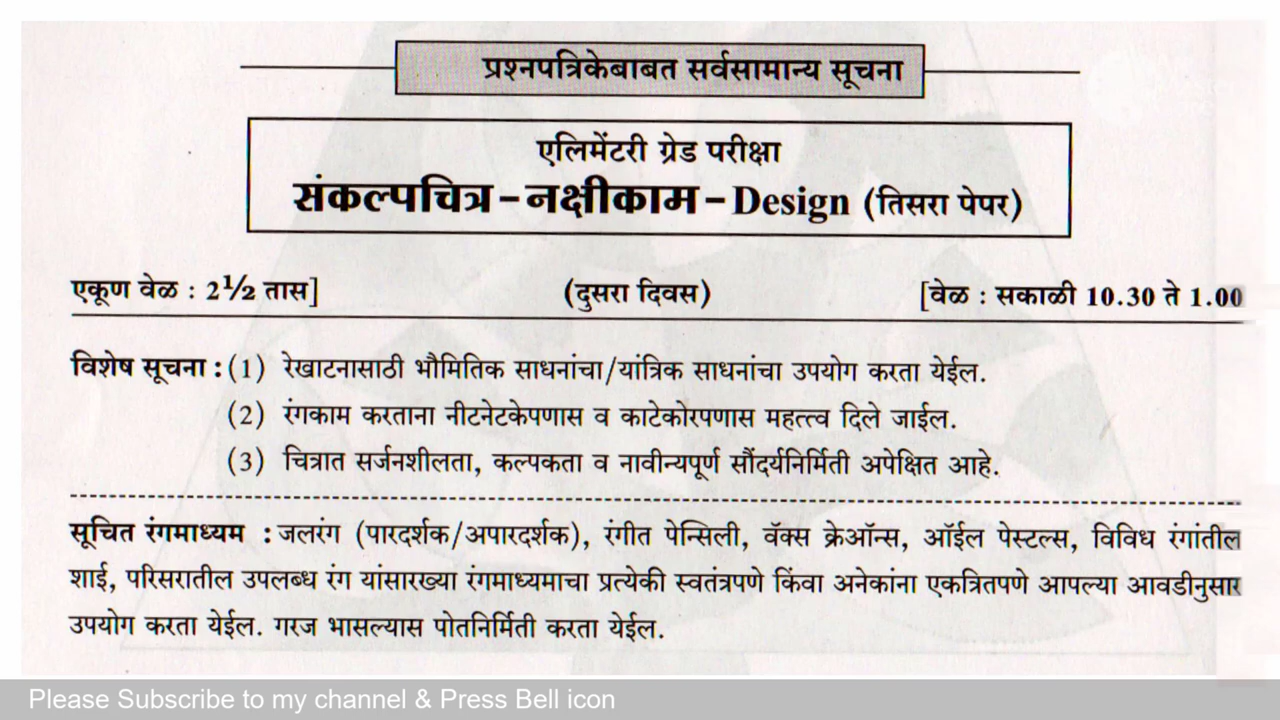 प्रश्नपत्रिकेबाबत सर्वसामान्य सूचना
एलिमेंटरी ग्रेड परीक्षा
संकल्पचित्र - नक्षीकाम - Design (तिसरा पेपर)
एकूण वेळ : 2½ तास] (दुसरा दिवस) [वेळ : सकाळी 10.30 ते 1.00
विशेष सूचना : (1) रेखाटनासाठी भौमितिक साधनांचा/यांत्रिक साधनांचा उपयोग करता येईल.
(2) रंगकाम करताना नीटनेटकेपणास व काटेकोरपणास महत्त्व दिले जाईल.
(3) चित्रात सर्जनशीलता, कल्पकता व नावीन्यपूर्ण सौंदर्यनिर्मिती अपेक्षित आहे.
सूचित रंगमाध्यम : जलरंग (पारदर्शक/अपारदर्शक), रंगीत पेन्सिली, वॅक्स क्रेऑन्स, ऑईल पेस्टल्स, विविध रंगांतील
शाई, परिसरातील उपलब्ध रंग यांसारख्या रंगमाध्यमाचा प्रत्येकी स्वतंत्रपणे किंवा अनेकांना एकत्रितपणे आपल्या आवडीनुसार
उपयोग करता येईल. गरज भासल्यास पोतनिर्मिती करता येईल.
Please Subscribe to my channel & Press Bell icon